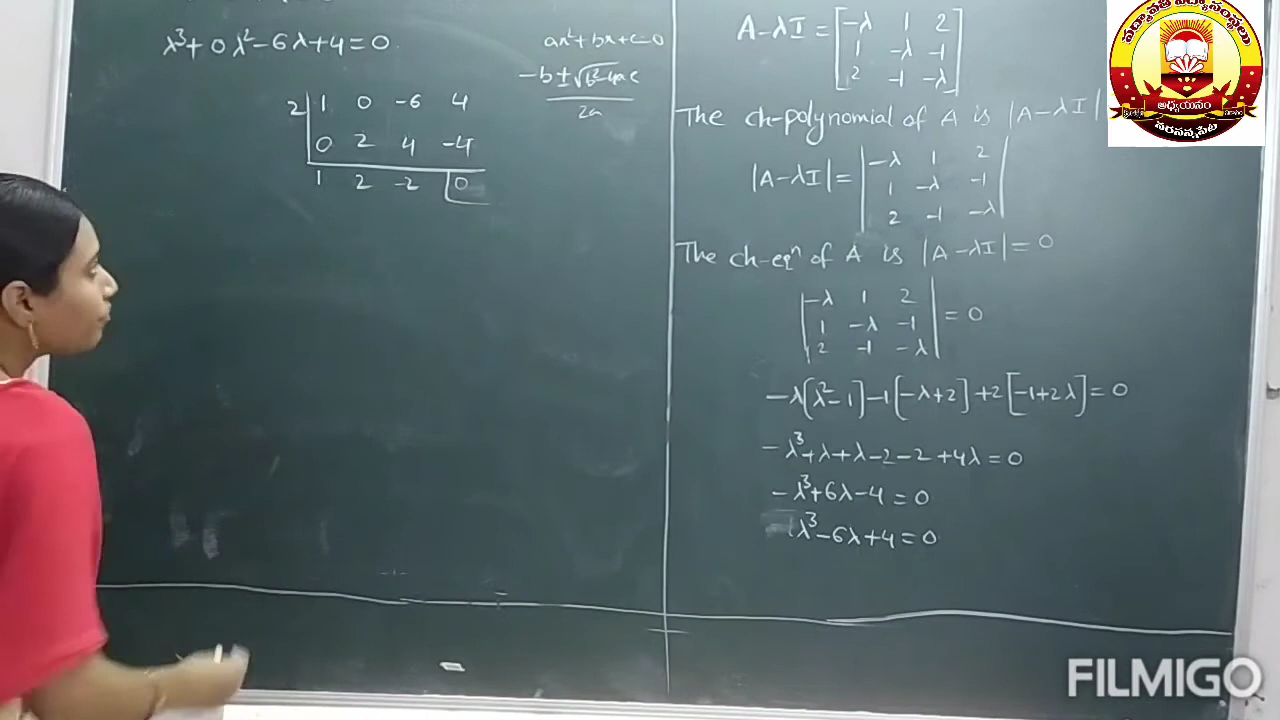 λ³+0λ²-6λ+4=0
ax²+bx+c=0
-b±√b²-4ac
2a
2 | 1 0 -6 4
0 2 4 -4
1 2 -2 0
A-λI = [ -λ 1 2
1 -λ -1
2 -1 -λ ]
The ch-polynomial of A is |A-λI|
|A-λI| = | -λ 1 2
1 -λ -1
2 -1 -λ |
The ch-eqⁿ of A is |A-λI|=0
| -λ 1 2
1 -λ -1
2 -1 -λ | = 0
-λ[λ²-1]-1[-λ+2]+2[-1+2λ]=0
-λ³+λ+λ-2-2+4λ=0
-λ³+6λ-4=0
λ³-6λ+4=0
అధ్యయనం
నరసన్నపేట
FILMIGO